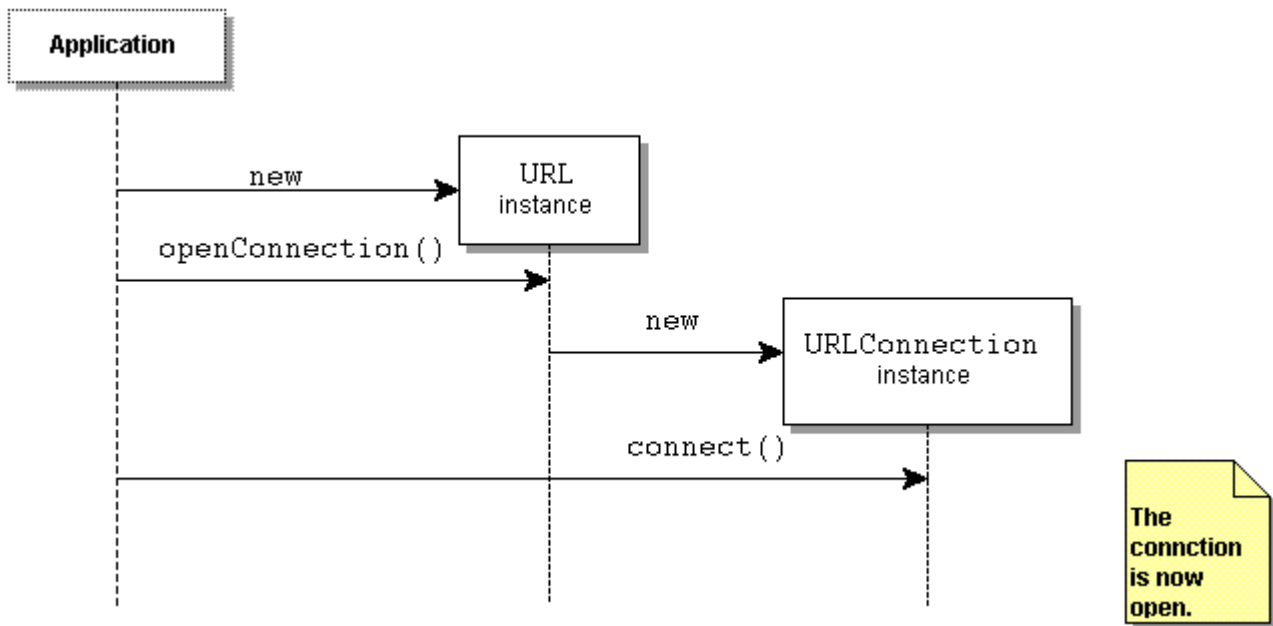 Application
new
URL
instance
openConnection()
new
URLConnection
instance
connect()
The
connction
is now
open.